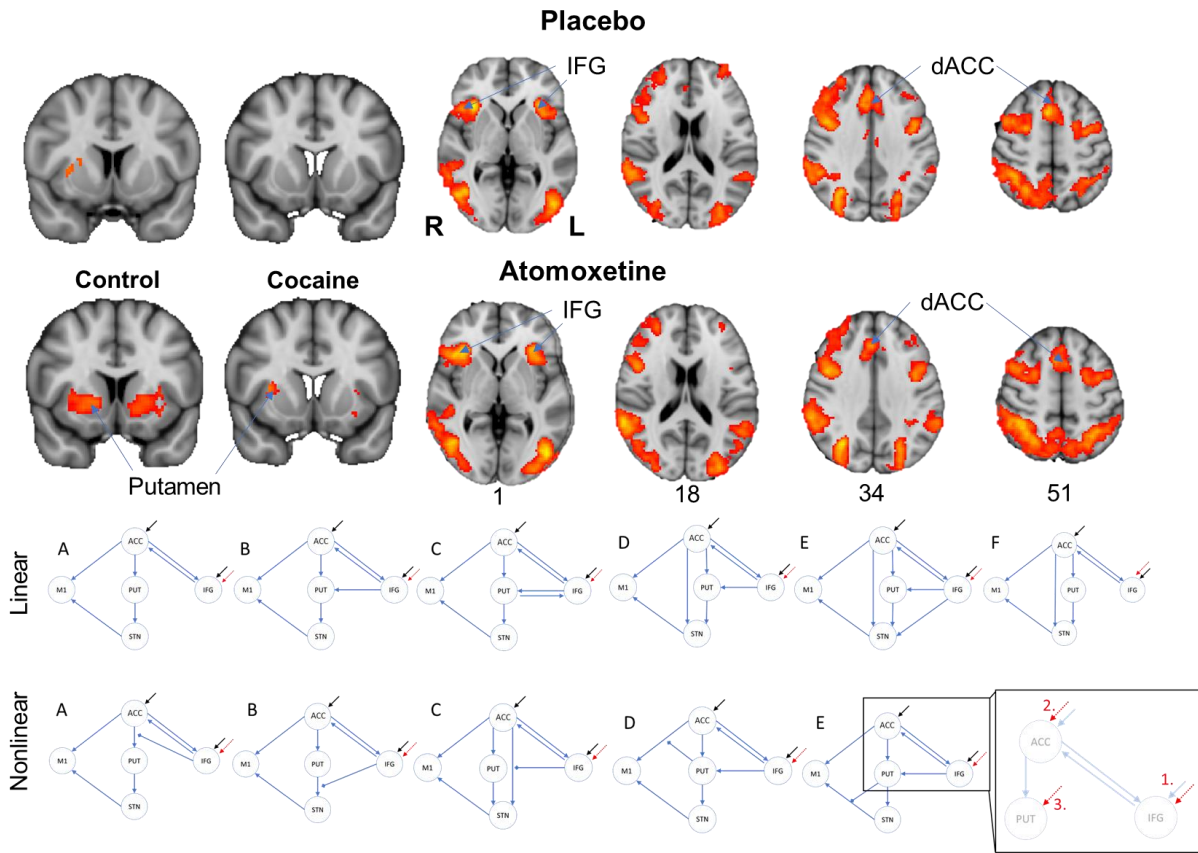 Placebo
IFG
dACC
R
L
Control
Cocaine
Atomoxetine
IFG
dACC
Putamen
1
18
34
51
Linear
A
ACC
M1
PUT
IFG
STN
B
ACC
M1
PUT
IFG
STN
C
ACC
M1
PUT
IFG
STN
D
ACC
M1
PUT
IFG
STN
E
ACC
M1
PUT
IFG
STN
F
ACC
M1
PUT
IFG
STN
Nonlinear
A
ACC
M1
PUT
IFG
STN
B
ACC
M1
PUT
IFG
STN
C
ACC
M1
PUT
IFG
STN
D
ACC
M1
PUT
IFG
STN
E
ACC
M1
PUT
IFG
STN
2.
ACC
1.
3.
PUT
IFG